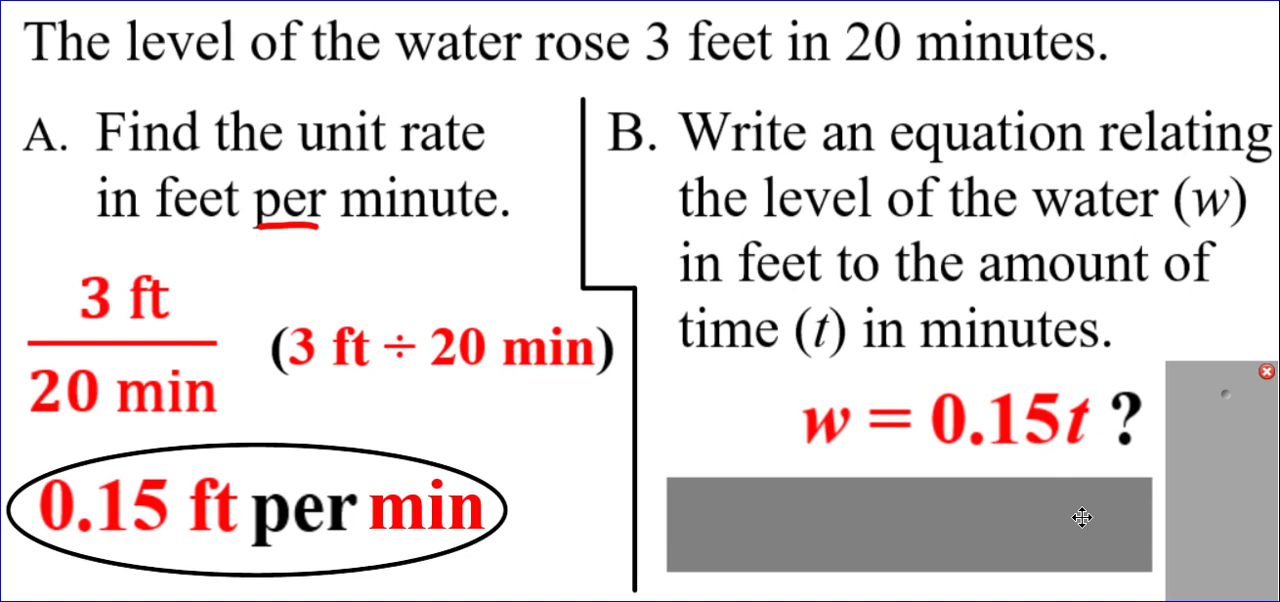 The level of the water rose 3 feet in 20 minutes.
A. Find the unit rate
in feet per minute.
3 ft
20 min
(3 ft ÷ 20 min)
0.15 ft per min
B. Write an equation relating
the level of the water (w)
in feet to the amount of
time (t) in minutes.
w = 0.15t ?